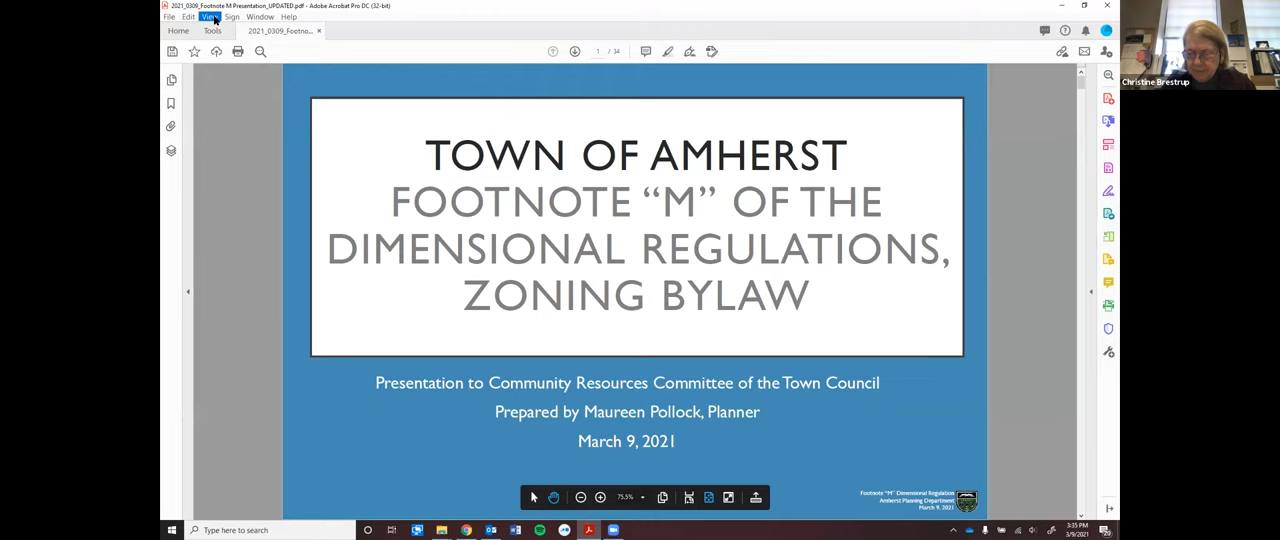 2021_0309_Footnote M Presentation_UPDATED.pdf - Adobe Acrobat Pro DC (32-bit)
File Edit View Sign Window Help
Home Tools 2021_0309_Footno... ×
1 / 34
Christine Brestrup
TOWN OF AMHERST
FOOTNOTE “M” OF THE
DIMENSIONAL REGULATIONS,
ZONING BYLAW
Presentation to Community Resources Committee of the Town Council
Prepared by Maureen Pollock, Planner
March 9, 2021
75.5%
Footnote “M” Dimensional Regulation
Amherst Planning Department
March 9, 2021
Type here to search
3:35 PM
3/9/2021